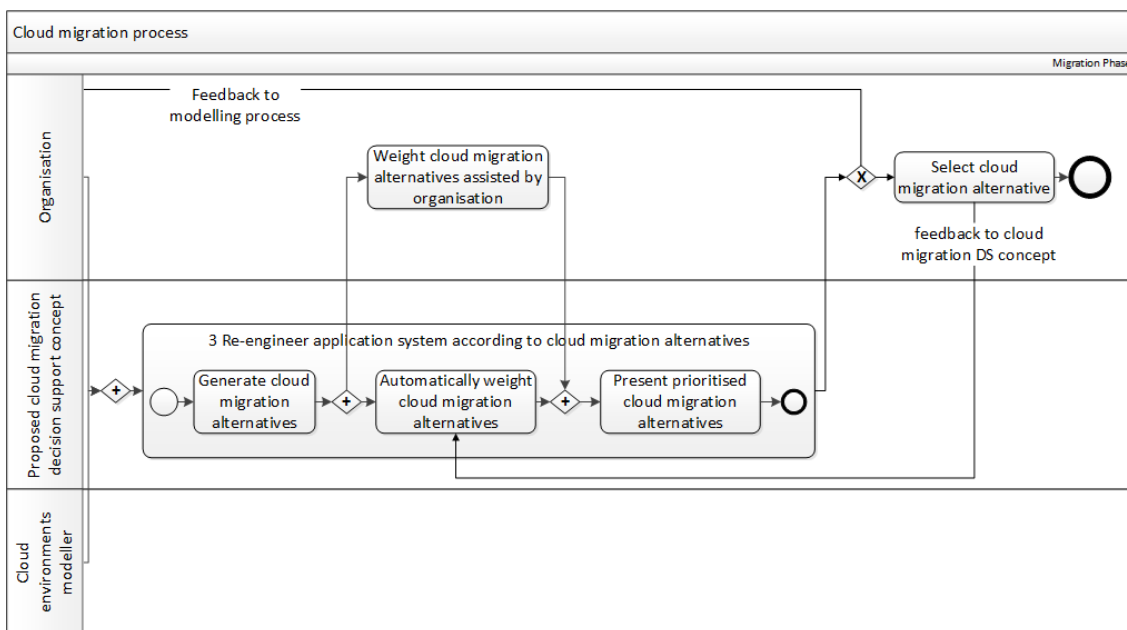 Cloud migration process
Migration Phase
Organisation
Feedback to
modelling process
Weight cloud migration
alternatives assisted by
organisation
X
Select cloud
migration alternative
feedback to cloud
migration DS concept
Proposed cloud migration
decision support concept
3 Re-engineer application system according to cloud migration alternatives
+
Generate cloud
migration
alternatives
+
Automatically weight
cloud migration
alternatives
+
Present prioritised
cloud migration
alternatives
Cloud
environments
modeller